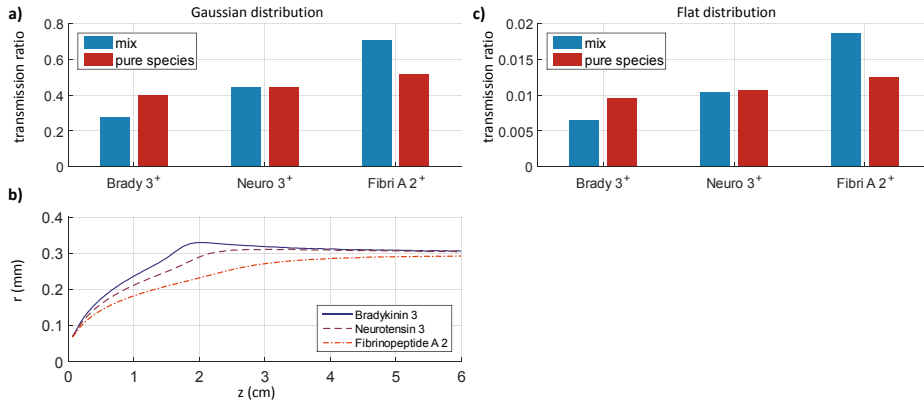 a)
Gaussian distribution
transmission ratio
0.8
0.6
0.4
0.2
0
mix
pure species
Brady 3+
Neuro 3+
Fibri A 2+
c)
Flat distribution
transmission ratio
0.02
0.015
0.01
0.005
0
mix
pure species
Brady 3+
Neuro 3+
Fibri A 2+
b)
r (mm)
0.4
0.3
0.2
0.1
0
Bradykinin 3
Neurotensin 3
Fibrinopeptide A 2
0 1 2 3 4 5 6
z (cm)